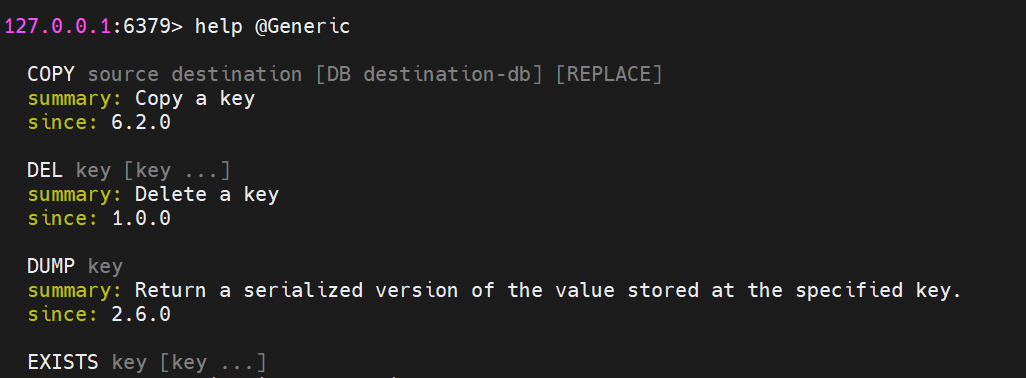 127.0.0.1:6379> help @Generic
COPY source destination [DB destination-db] [REPLACE]
summary: Copy a key
since: 6.2.0
DEL key [key ...]
summary: Delete a key
since: 1.0.0
DUMP key
summary: Return a serialized version of the value stored at the specified key.
since: 2.6.0
EXISTS key [key ...]